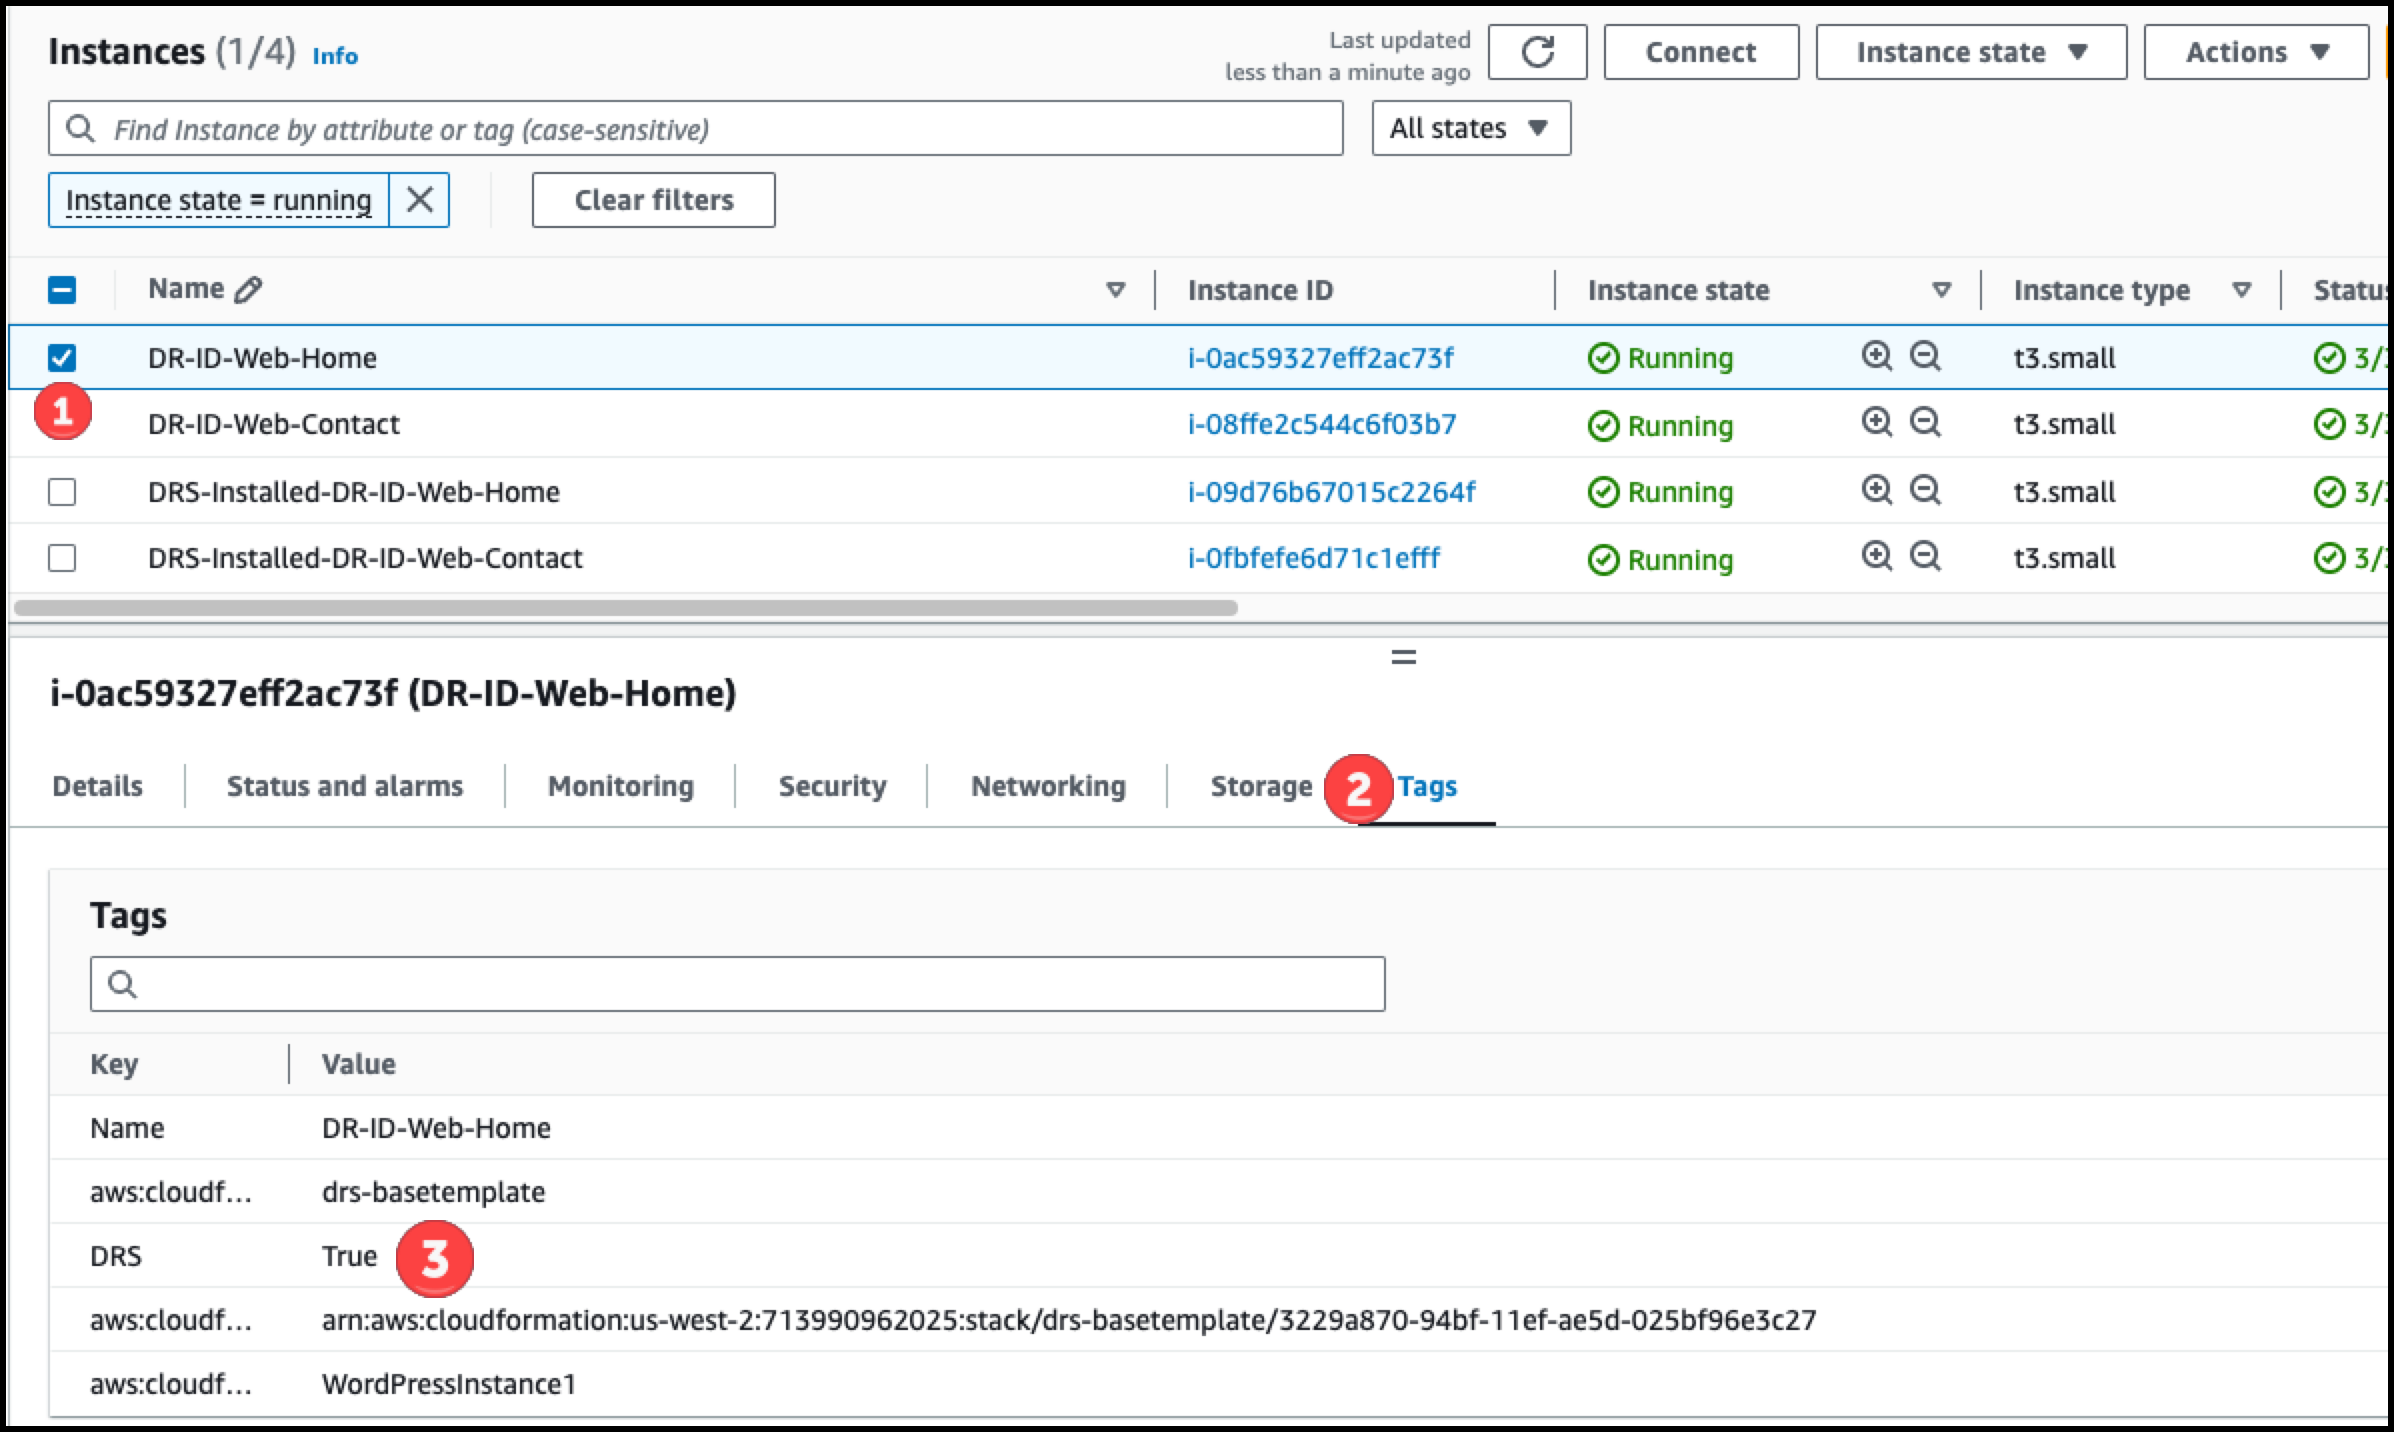 Instances (1/4) Info
Last updated
less than a minute ago
Connect
Instance state
Actions
Find Instance by attribute or tag (case-sensitive)
All states
Instance state = running
Clear filters
Name Instance ID Instance state Instance type Status
DR-ID-Web-Home i-0ac59327eff2ac73f Running t3.small 3/
1
DR-ID-Web-Contact i-08ffe2c544c6f03b7 Running t3.small 3/
DRS-Installed-DR-ID-Web-Home i-09d76b67015c2264f Running t3.small 3/
DRS-Installed-DR-ID-Web-Contact i-0fbfefe6d71c1efff Running t3.small 3/
i-0ac59327eff2ac73f (DR-ID-Web-Home)
Details Status and alarms Monitoring Security Networking Storage 2 Tags
Tags
Key Value
Name DR-ID-Web-Home
aws:cloudf... drs-basetemplate
DRS True 3
aws:cloudf... arn:aws:cloudformation:us-west-2:713990962025:stack/drs-basetemplate/3229a870-94bf-11ef-ae5d-025bf96e3c27
aws:cloudf... WordPressInstance1